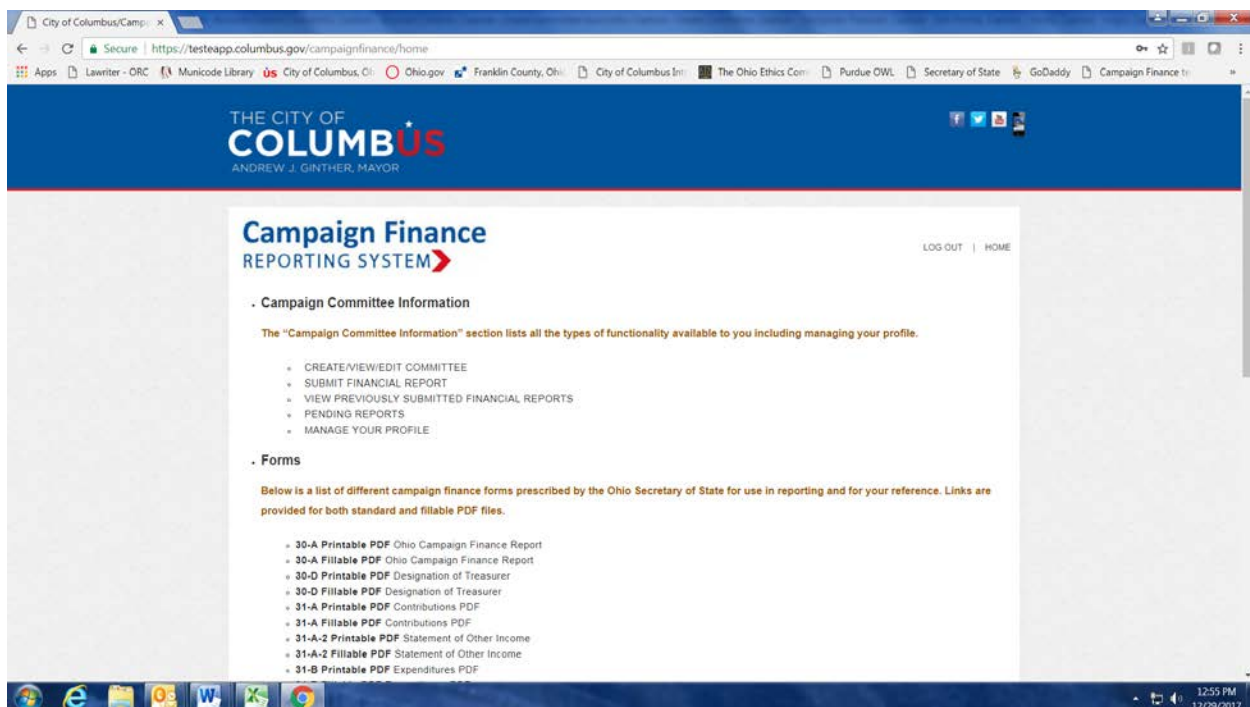 City of Columbus/Camp
Secure | https://testeapp.columbus.gov/campaignfinance/home
Apps Lawriter - ORC Municode Library City of Columbus, O Ohio.gov Franklin County, Ohi City of Columbus Int The Ohio Ethics Com Purdue OWL Secretary of State GoDaddy Campaign Finance te »
THE CITY OF
COLUMBUS
ANDREW J. GINTHER, MAYOR
Campaign Finance
REPORTING SYSTEM
LOG OUT | HOME
Campaign Committee Information
The “Campaign Committee Information” section lists all the types of functionality available to you including managing your profile.
CREATE/VIEW/EDIT COMMITTEE
SUBMIT FINANCIAL REPORT
VIEW PREVIOUSLY SUBMITTED FINANCIAL REPORTS
PENDING REPORTS
MANAGE YOUR PROFILE
Forms
Below is a list of different campaign finance forms prescribed by the Ohio Secretary of State for use in reporting and for your reference. Links are
provided for both standard and fillable PDF files.
30-A Printable PDF Ohio Campaign Finance Report
30-A Fillable PDF Ohio Campaign Finance Report
30-D Printable PDF Designation of Treasurer
30-D Fillable PDF Designation of Treasurer
31-A Printable PDF Contributions PDF
31-A Fillable PDF Contributions PDF
31-A-2 Printable PDF Statement of Other Income
31-A-2 Fillable PDF Statement of Other Income
31-B Printable PDF Expenditures PDF
12:55 PM
12/29/2017